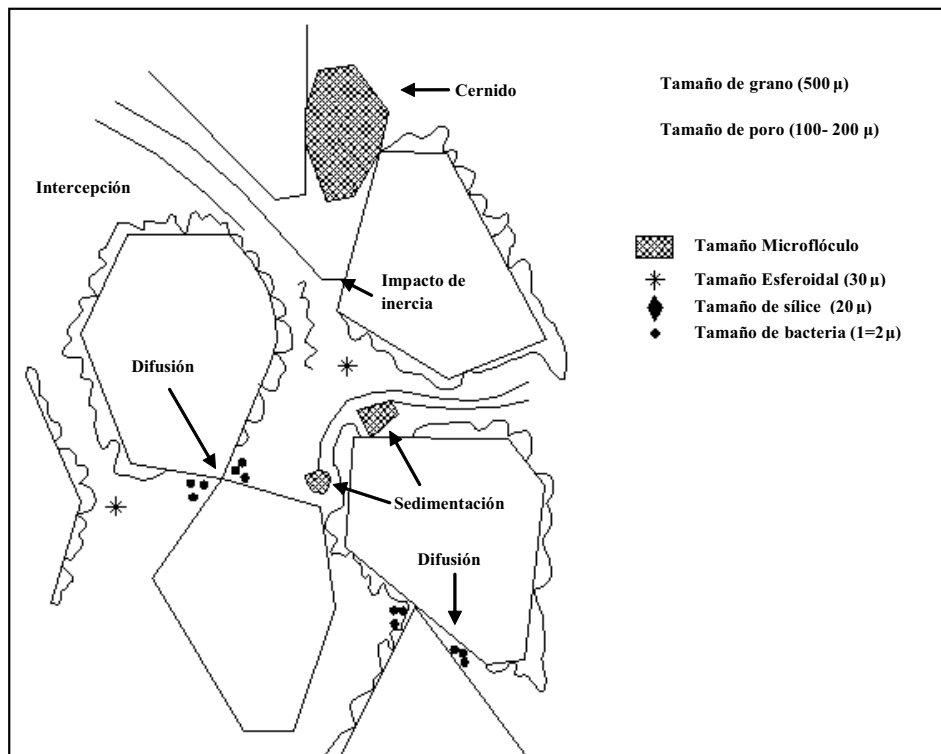 Cernido
Tamaño de grano (500 µ)
Tamaño de poro (100- 200 µ)
Intercepción
Tamaño Microflóculo
Impacto de
inercia
Tamaño Esferoidal (30 µ)
Tamaño de sílice (20 µ)
Tamaño de bacteria (1=2 µ)
Difusión
Sedimentación
Difusión